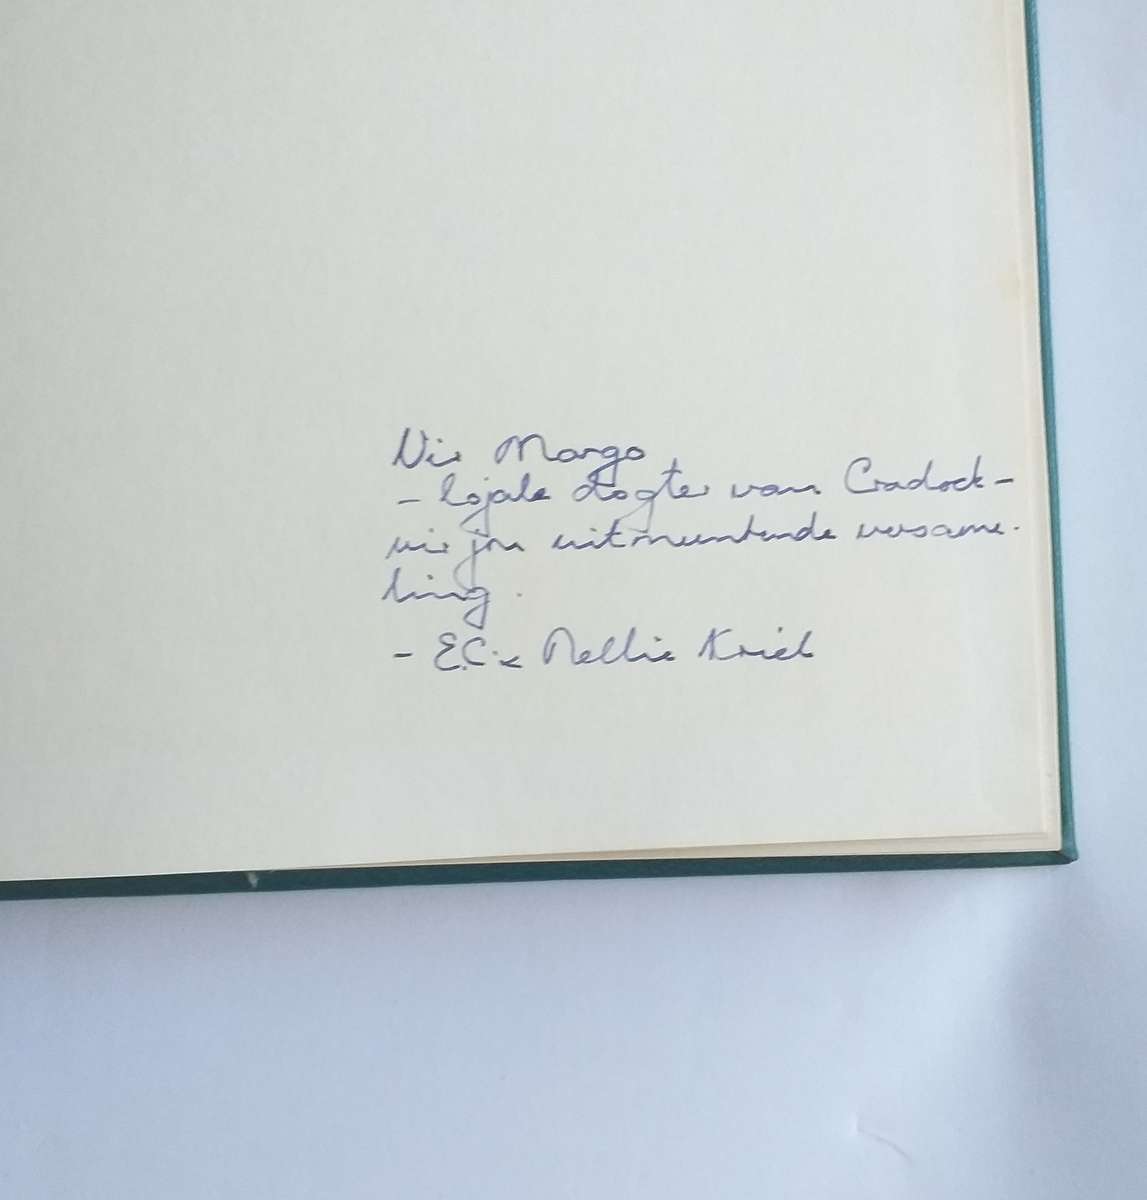 Vir Margo
- lojale dogter van Cradock -
vir jou uitmuntende versame-
ling.
- E.C. & Nellie Kriel